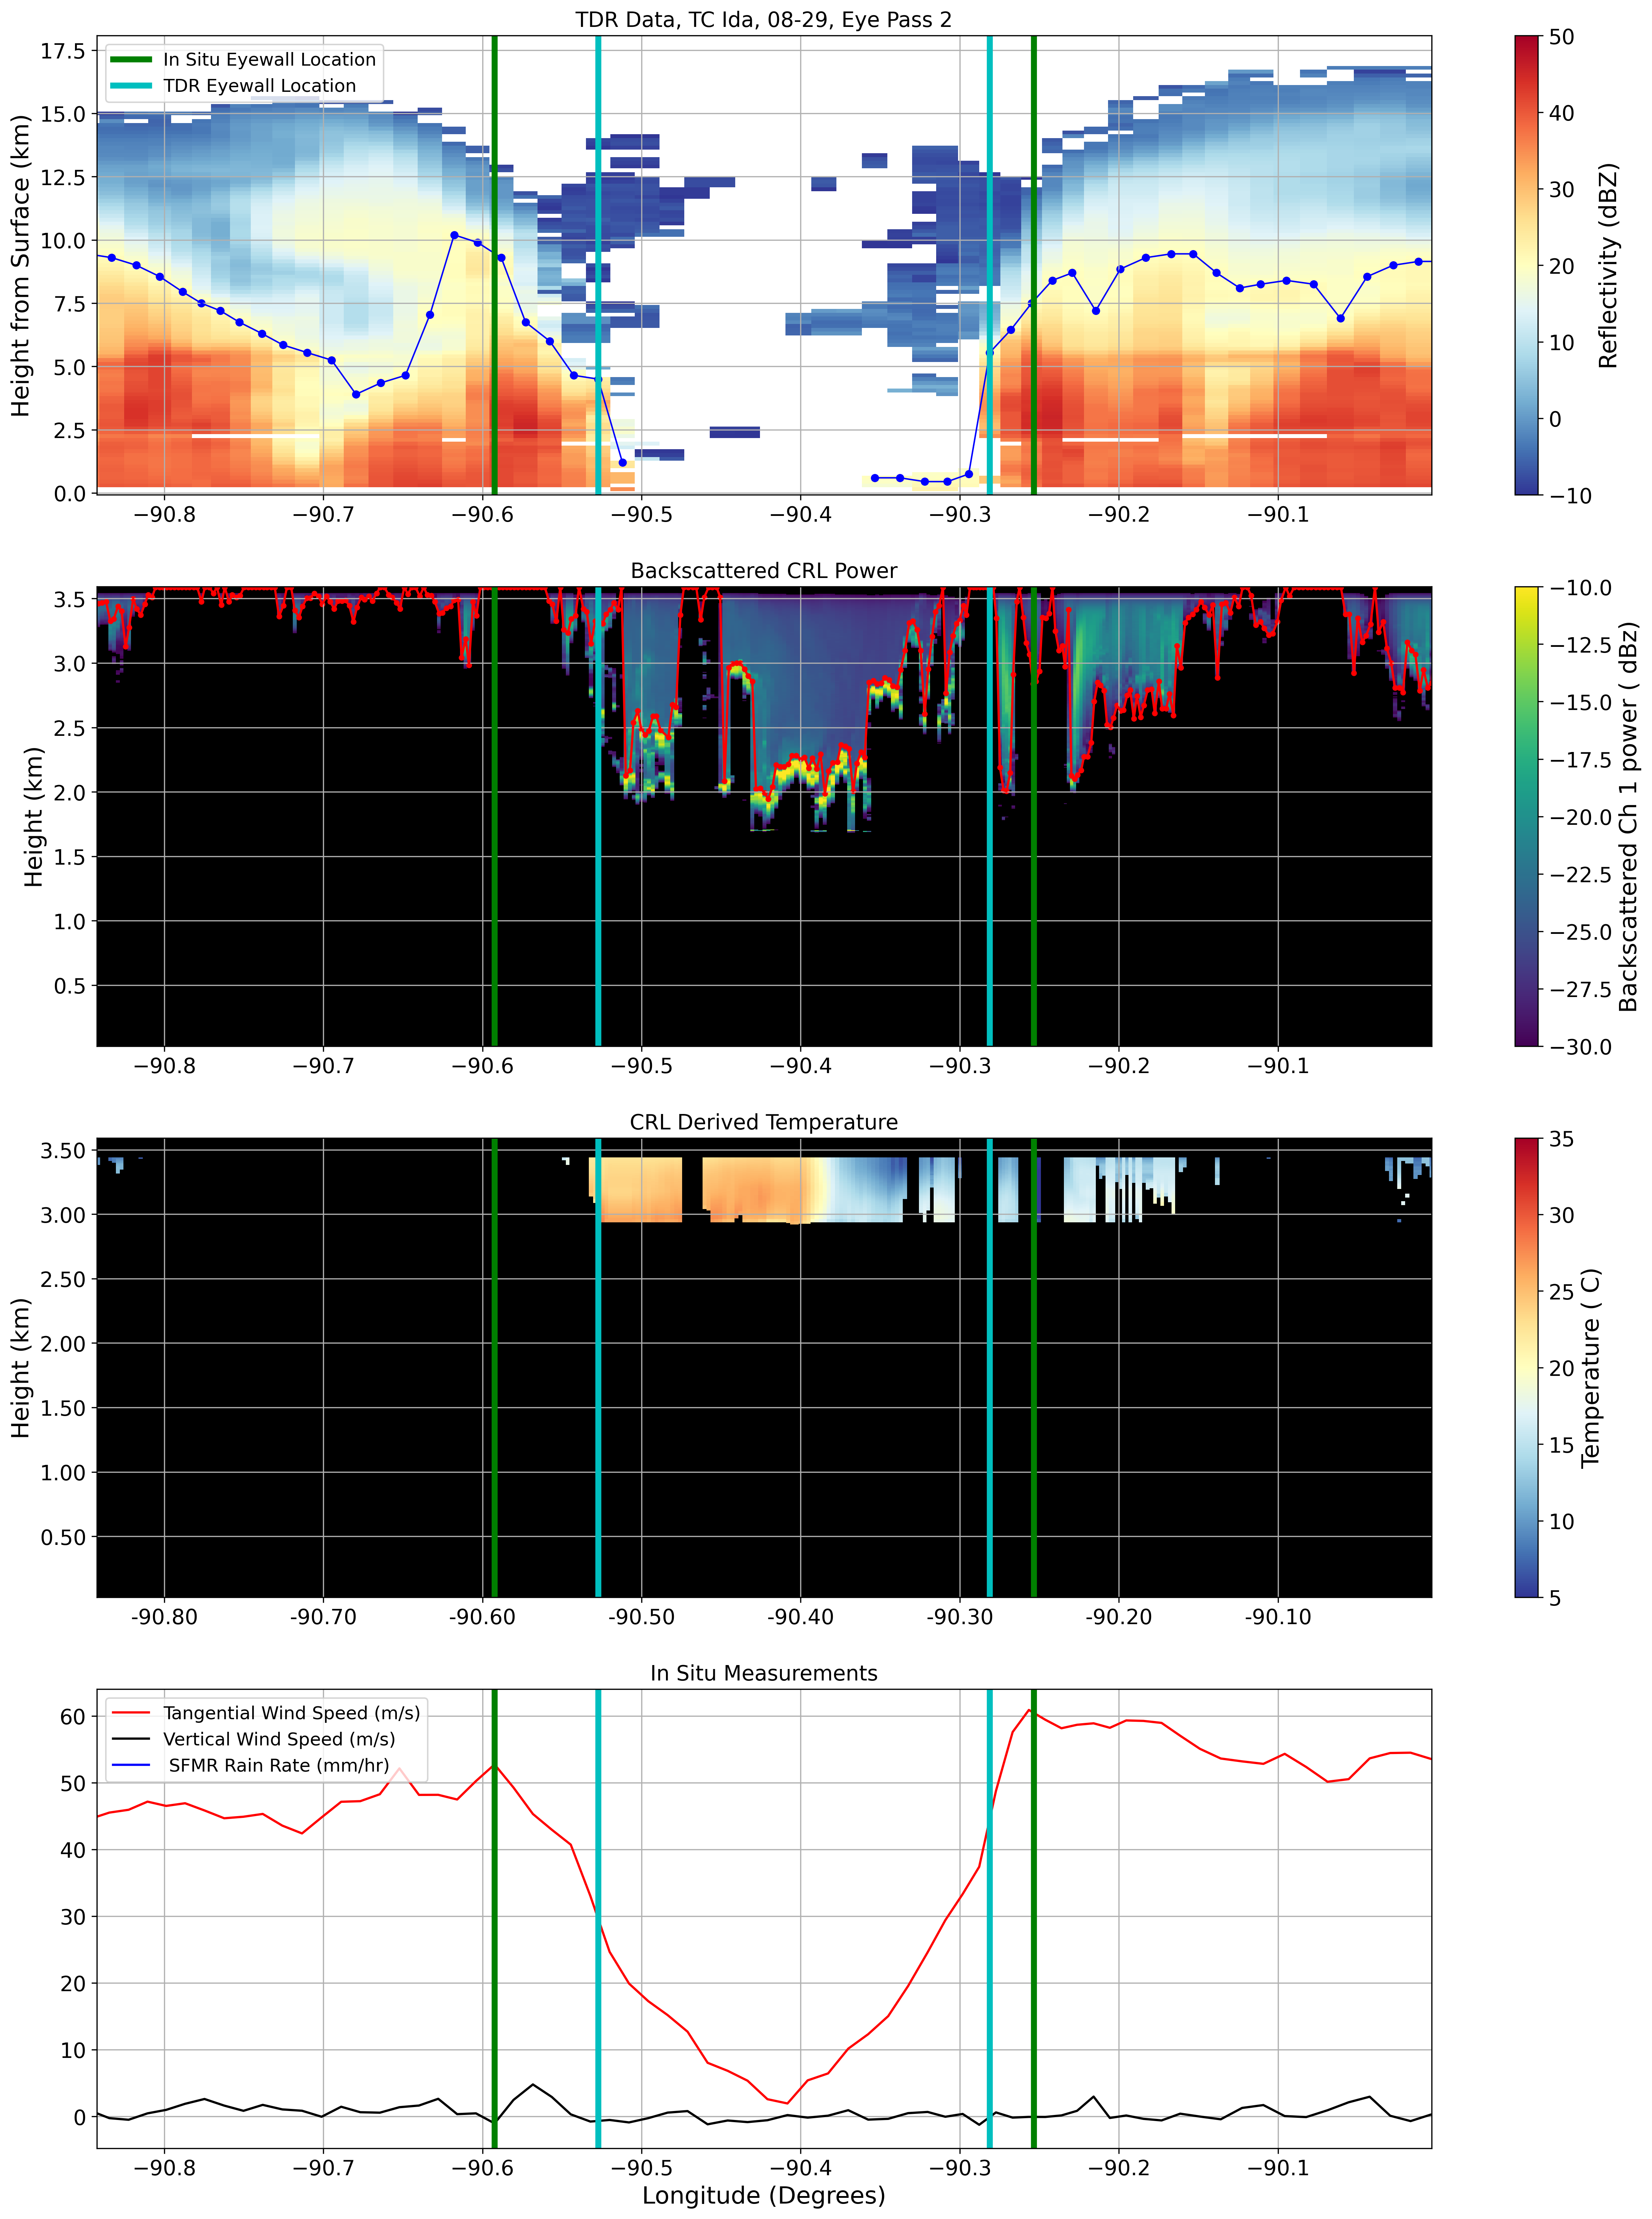 TDR Data, TC Ida, 08-29, Eye Pass 2
In Situ Eyewall Location
TDR Eyewall Location
Height from Surface (km)
17.5
15.0
12.5
10.0
7.5
5.0
2.5
0.0
−90.8 −90.7 −90.6 −90.5 −90.4 −90.3 −90.2 −90.1
50
40
30
20
10
0
−10
Reflectivity (dBZ)
Backscattered CRL Power
Height (km)
3.5
3.0
2.5
2.0
1.5
1.0
0.5
−90.8 −90.7 −90.6 −90.5 −90.4 −90.3 −90.2 −90.1
−10.0
−12.5
−15.0
−17.5
−20.0
−22.5
−25.0
−27.5
−30.0
Backscattered Ch 1 power ( dBz)
CRL Derived Temperature
Height (km)
3.50
3.00
2.50
2.00
1.50
1.00
0.50
-90.80 -90.70 -90.60 -90.50 -90.40 -90.30 -90.20 -90.10
35
30
25
20
15
10
5
Temperature ( C)
In Situ Measurements
Tangential Wind Speed (m/s)
Vertical Wind Speed (m/s)
SFMR Rain Rate (mm/hr)
60
50
40
30
20
10
0
−90.8 −90.7 −90.6 −90.5 −90.4 −90.3 −90.2 −90.1
Longitude (Degrees)